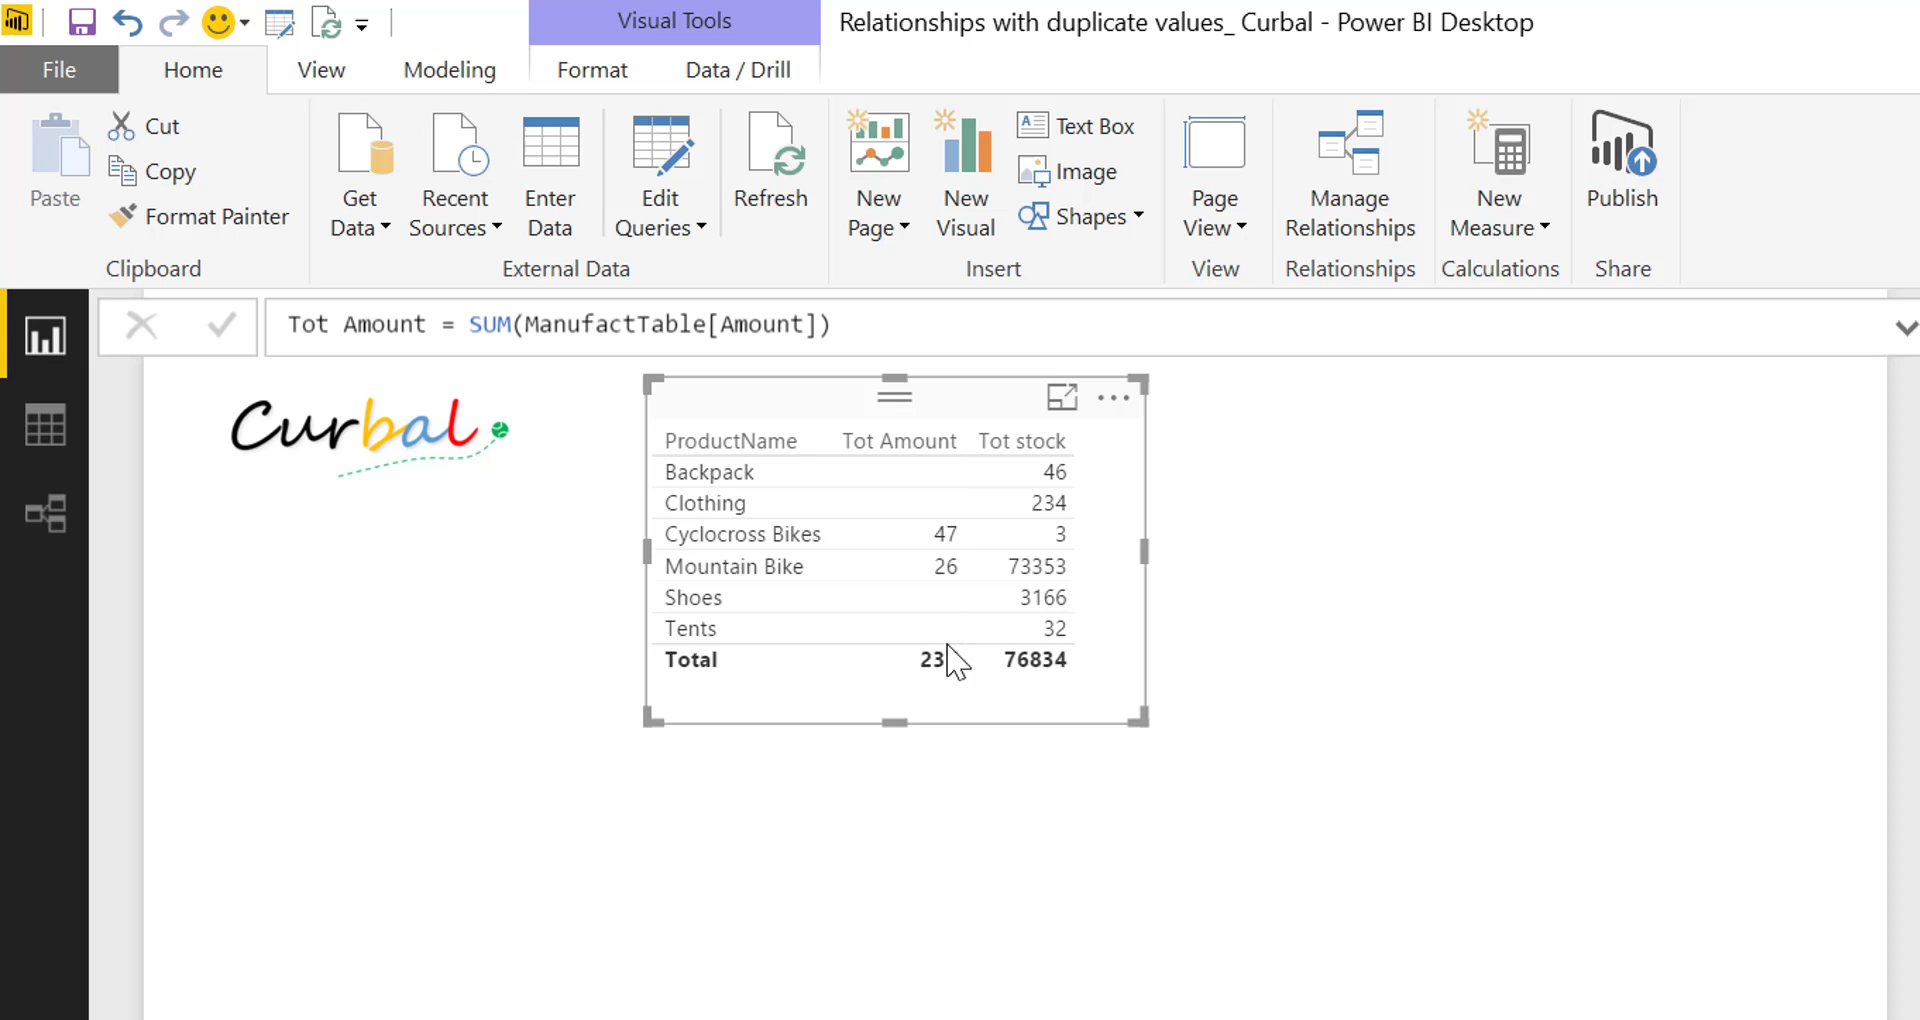 Visual Tools
Relationships with duplicate values_ Curbal - Power BI Desktop
File
Home
View
Modeling
Format
Data / Drill
Paste
Cut
Copy
Format Painter
Clipboard
Get Data
Recent Sources
Enter Data
Edit Queries
Refresh
External Data
New Page
New Visual
Text Box
Image
Shapes
Insert
Page View
View
Manage Relationships
Relationships
New Measure
Calculations
Publish
Share
Tot Amount = SUM(ManufactTable[Amount])
Curbal
ProductName Tot Amount Tot stock
Backpack 46
Clothing 234
Cyclocross Bikes 47 3
Mountain Bike 26 73353
Shoes 3166
Tents 32
Total 76834